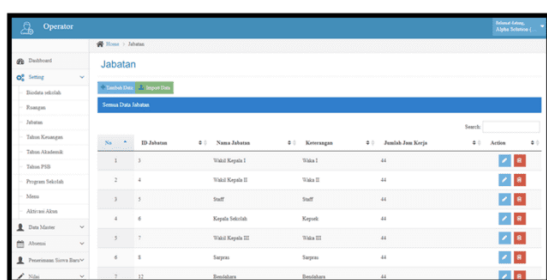 Operator
Selamat Datang,
Home > Jabatan
Dashboard
Jabatan
Setting
Tambah Data Import Data
Biodata sekolah
Semua Data Jabatan
Ruangan
Jabatan
Search:
Tahun Keuangan
No ID-Jabatan Nama Jabatan Keterangan Jumlah Jam Kerja Action
Tahun Akademik
1 3 Wakil Kepala I Waka I 44
Tahun PSB
Program Sekolah
2 4 Wakil Kepala II Waka II 44
Menu
3 5 Staff Staff 44
Aktivasi Akun
4 6 Kepala Sekolah Kepsek 44
Data Master
5 7 Wakil Kepala III Waka III 44
Absensi
6 8 Sarpras Sarpras 44
Penerimaan Siswa Baru
7 12 Bendahara Bendahara 44
Nilai